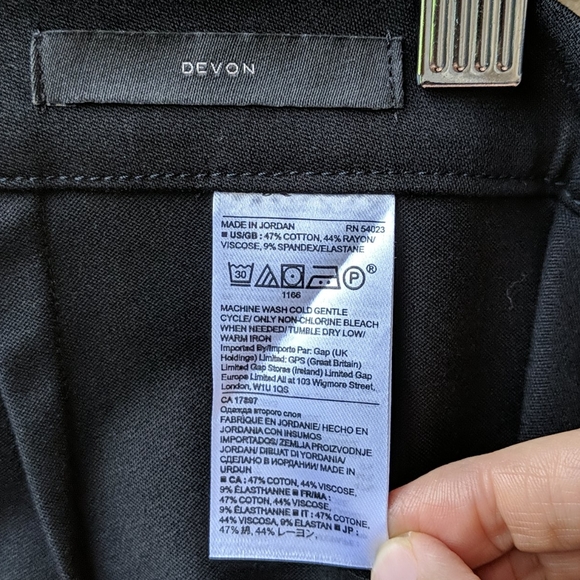 DEVON
MADE IN JORDAN RN 54023
■ US/GB : 47% COTTON, 44% RAYON/
VISCOSE, 9% SPANDEX/ELASTANE
30 P ®
1166
MACHINE WASH COLD GENTLE
CYCLE/ ONLY NON-CHLORINE BLEACH
WHEN NEEDED/ TUMBLE DRY LOW/
WARM IRON
Imported By/Importe Par: Gap (UK
Holdings) Limited: GPS (Great Britain)
Limited Gap Stores (Ireland) Limited Gap
Europe Limited All at 103 Wigmore Street,
London, W1U 1QS
CA 17897
Одежда второго слоя
FABRIQUE EN JORDANIE/ HECHO EN
JORDANIA CON INSUMOS
IMPORTADOS/ ZEMLJA PROIZVODNJE
JORDAN/ DIBUAT DI YORDANIA/
СДЕЛАНО В ИОРДАНИИ/ MADE IN
URDUN
■ CA : 47% COTON, 44% VISCOSE,
9% ÉLASTHANNE ■ FR/MA :
47% COTON, 44% VISCOSE,
9% ÉLASTHANNE ■ IT : 47% COTONE,
44% VISCOSA, 9% ELASTAN ■ JP :
47% 綿, 44% レーヨン,